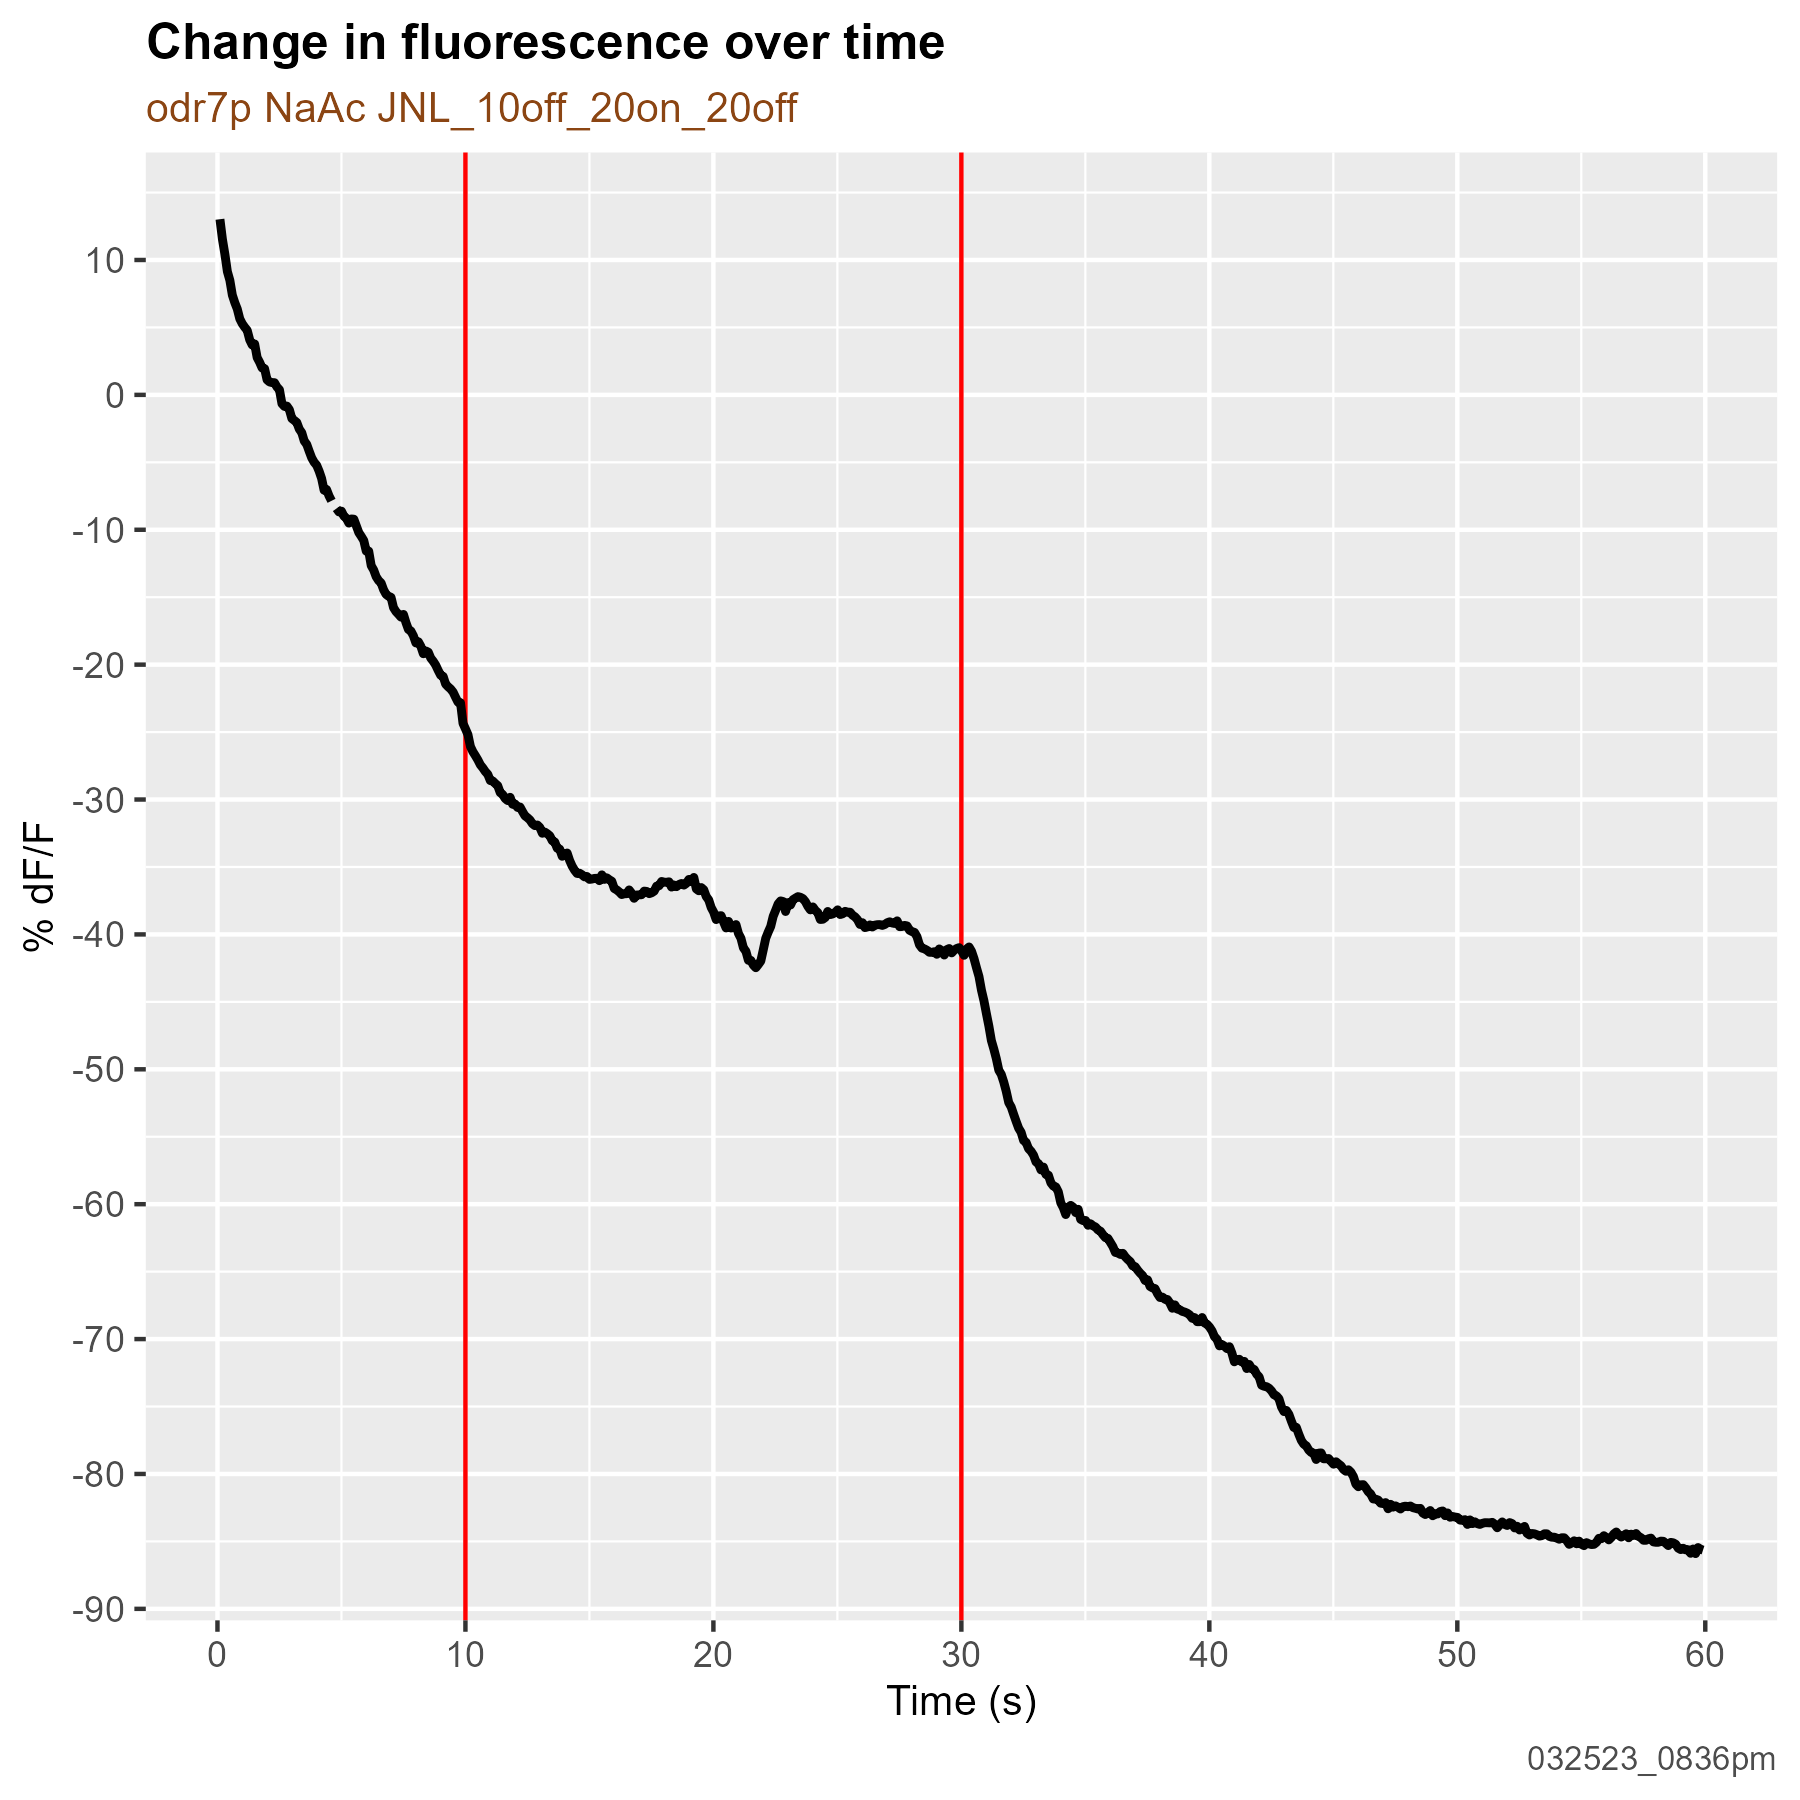 Change in fluorescence over time
odr7p NaAc JNL_10off_20on_20off
% dF/F
10
0
-10
-20
-30
-40
-50
-60
-70
-80
-90
0 10 20 30 40 50 60
Time (s)
032523_0836pm